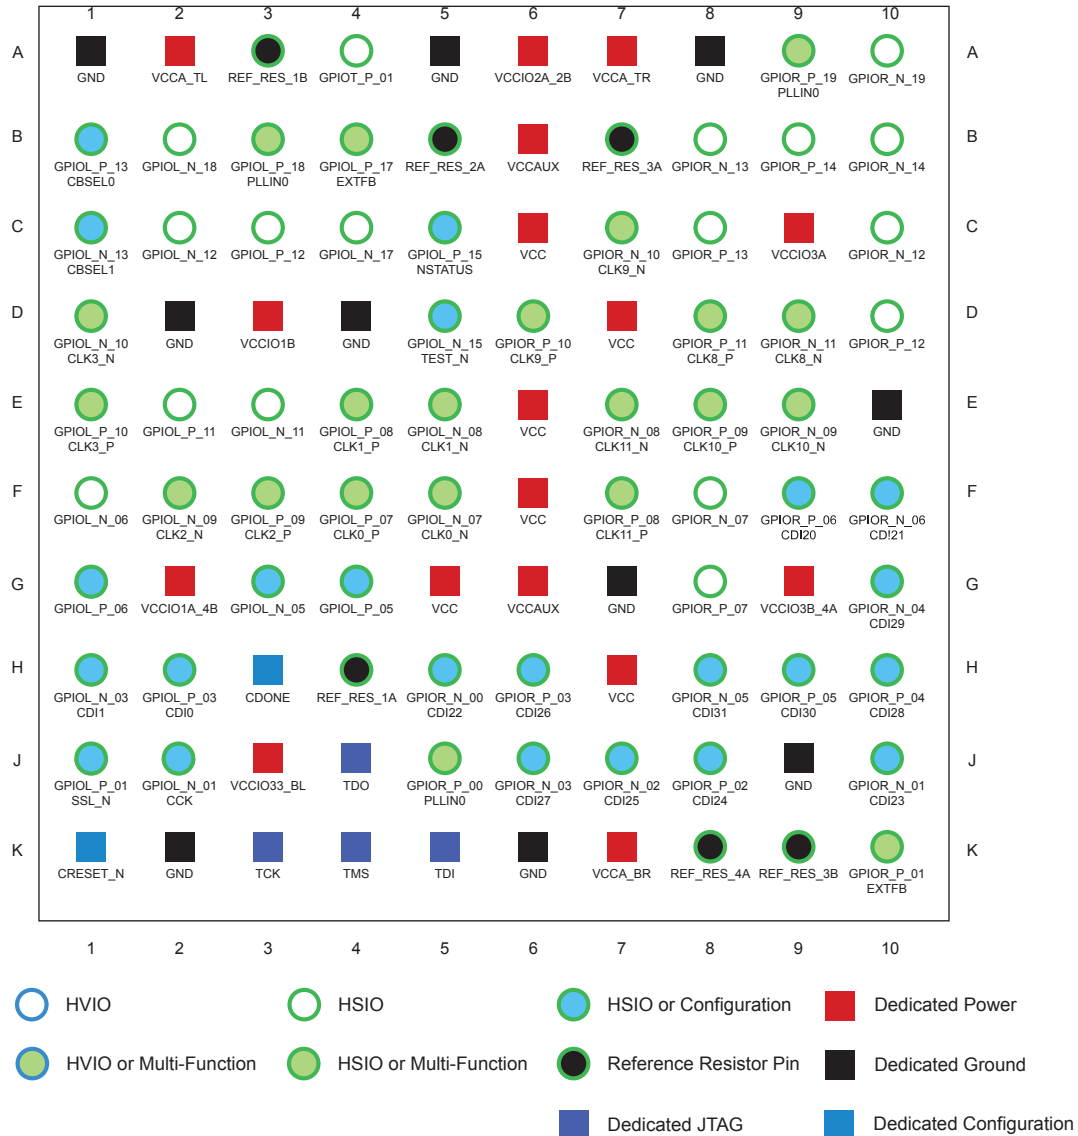 1 2 3 4 5 6 7 8 9 10
A A
GND VCCA_TL REF_RES_1B GPIOT_P_01 GND VCCIO2A_2B VCCA_TR GND GPIOR_P_19 GPIOR_N_19
PLLIN0
B B
GPIOL_P_13 GPIOL_N_18 GPIOL_P_18 GPIOL_P_17 REF_RES_2A VCCAUX REF_RES_3A GPIOR_N_13 GPIOR_P_14 GPIOR_N_14
CBSEL0 PLLIN0 EXTFB
C C
GPIOL_N_13 GPIOL_N_12 GPIOL_P_12 GPIOL_N_17 GPIOL_P_15 VCC GPIOR_N_10 GPIOR_P_13 VCCIO3A GPIOR_N_12
CBSEL1 NSTATUS CLK9_N
D D
GPIOL_N_10 GND VCCIO1B GND GPIOL_N_15 GPIOR_P_10 VCC GPIOR_P_11 GPIOR_N_11 GPIOR_P_12
CLK3_N TEST_N CLK9_P CLK8_P CLK8_N
E E
GPIOL_P_10 GPIOL_P_11 GPIOL_N_11 GPIOL_P_08 GPIOL_N_08 VCC GPIOR_N_08 GPIOR_P_09 GPIOR_N_09 GND
CLK3_P CLK1_P CLK1_N CLK11_N CLK10_P CLK10_N
F F
GPIOL_N_06 GPIOL_N_09 GPIOL_P_09 GPIOL_P_07 GPIOL_N_07 VCC GPIOR_P_08 GPIOR_N_07 GPIOR_P_06 GPIOR_N_06
CLK2_N CLK2_P CLK0_P CLK0_N CLK11_P CDI20 CDI21
G G
GPIOL_P_06 VCCIO1A_4B GPIOL_N_05 GPIOL_P_05 VCC VCCAUX GND GPIOR_P_07 VCCIO3B_4A GPIOR_N_04
CDI29
H H
GPIOL_N_03 GPIOL_P_03 CDONE REF_RES_1A GPIOR_N_00 GPIOR_P_03 VCC GPIOR_N_05 GPIOR_P_05 GPIOR_P_04
CDI1 CDI0 CDI22 CDI26 CDI31 CDI30 CDI28
J J
GPIOL_P_01 GPIOL_N_01 VCCIO33_BL TDO GPIOR_P_00 GPIOR_N_03 GPIOR_N_02 GPIOR_P_02 GND GPIOR_N_01
SSL_N CCK PLLIN0 CDI27 CDI25 CDI24 CDI23
K K
CRESET_N GND TCK TMS TDI GND VCCA_BR REF_RES_4A REF_RES_3B GPIOR_P_01
EXTFB
1 2 3 4 5 6 7 8 9 10
HVIO HSIO HSIO or Configuration Dedicated Power
HVIO or Multi-Function HSIO or Multi-Function Reference Resistor Pin Dedicated Ground
Dedicated JTAG Dedicated Configuration